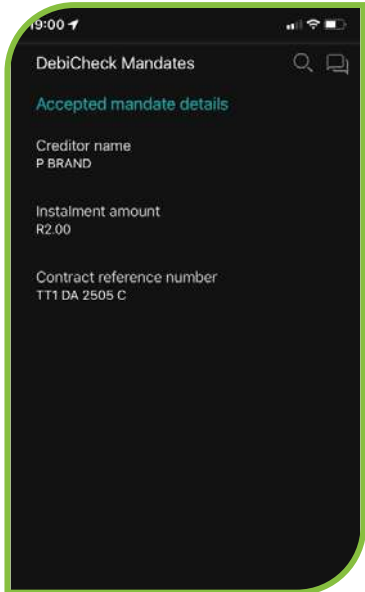 19:00
DebiCheck Mandates
Accepted mandate details
Creditor name
P BRAND
Instalment amount
R2.00
Contract reference number
TT1 DA 2505 C